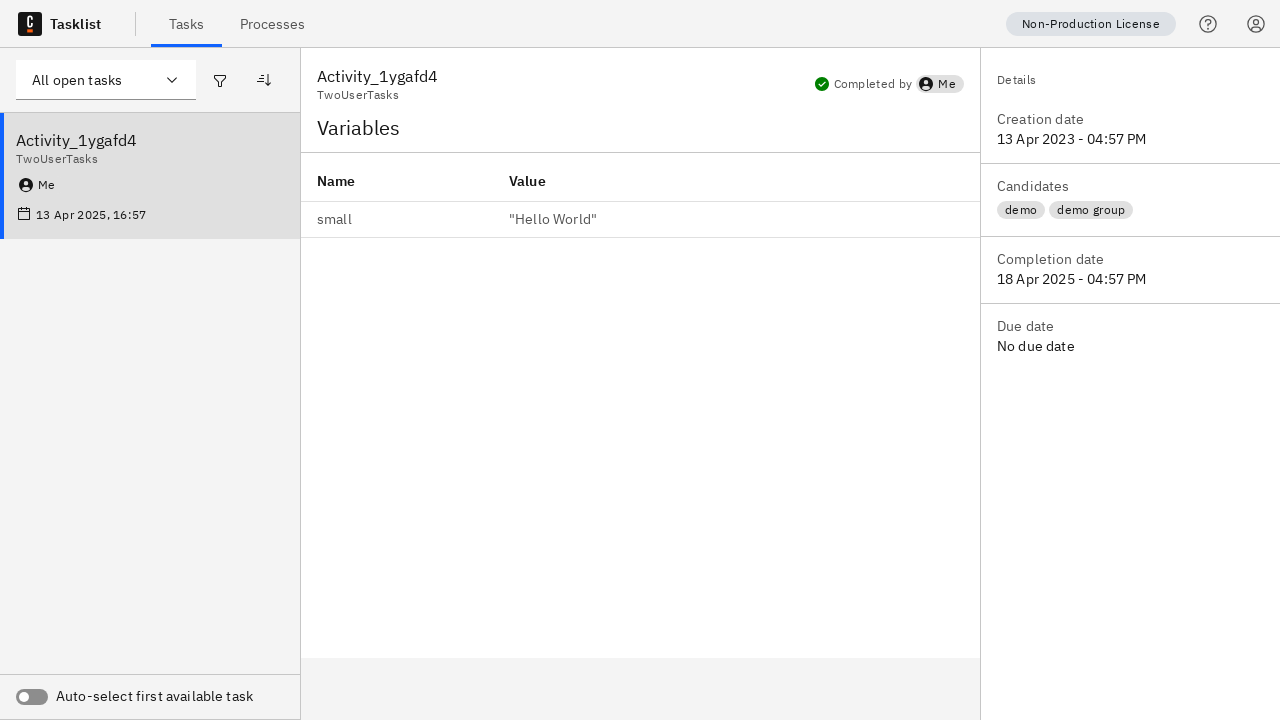 Tasklist
Tasks
Processes
Non-Production License
All open tasks
Activity_1ygafd4
TwoUserTasks
Me
13 Apr 2025, 16:57
Auto-select first available task
Activity_1ygafd4
TwoUserTasks
Completed by Me
Variables
Name Value
small "Hello World"
Details
Creation date
13 Apr 2023 - 04:57 PM
Candidates
demo demo group
Completion date
18 Apr 2025 - 04:57 PM
Due date
No due date